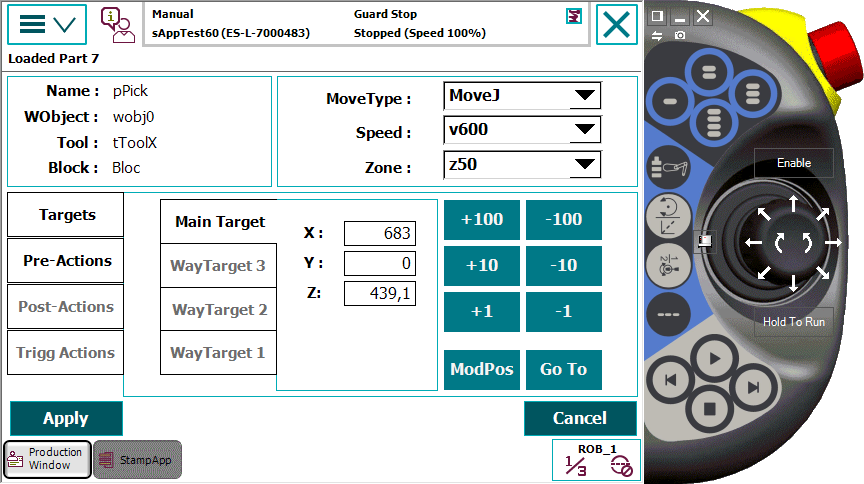 Manual
Guard Stop
sAppTest60 (ES-L-7000483)
Stopped (Speed 100%)
Loaded Part 7
Name : pPick
WObject : wobj0
Tool : tToolX
Block : Bloc
MoveType : MoveJ
Speed : v600
Zone : z50
Targets
Pre-Actions
Post-Actions
Trigg Actions
Main Target
WayTarget 3
WayTarget 2
WayTarget 1
X : 683
Y : 0
Z: 439,1
+100 -100
+10 -10
+1 -1
ModPos Go To
Apply
Cancel
Production
Window
StampApp
ROB_1
1/3
Enable
Hold To Run